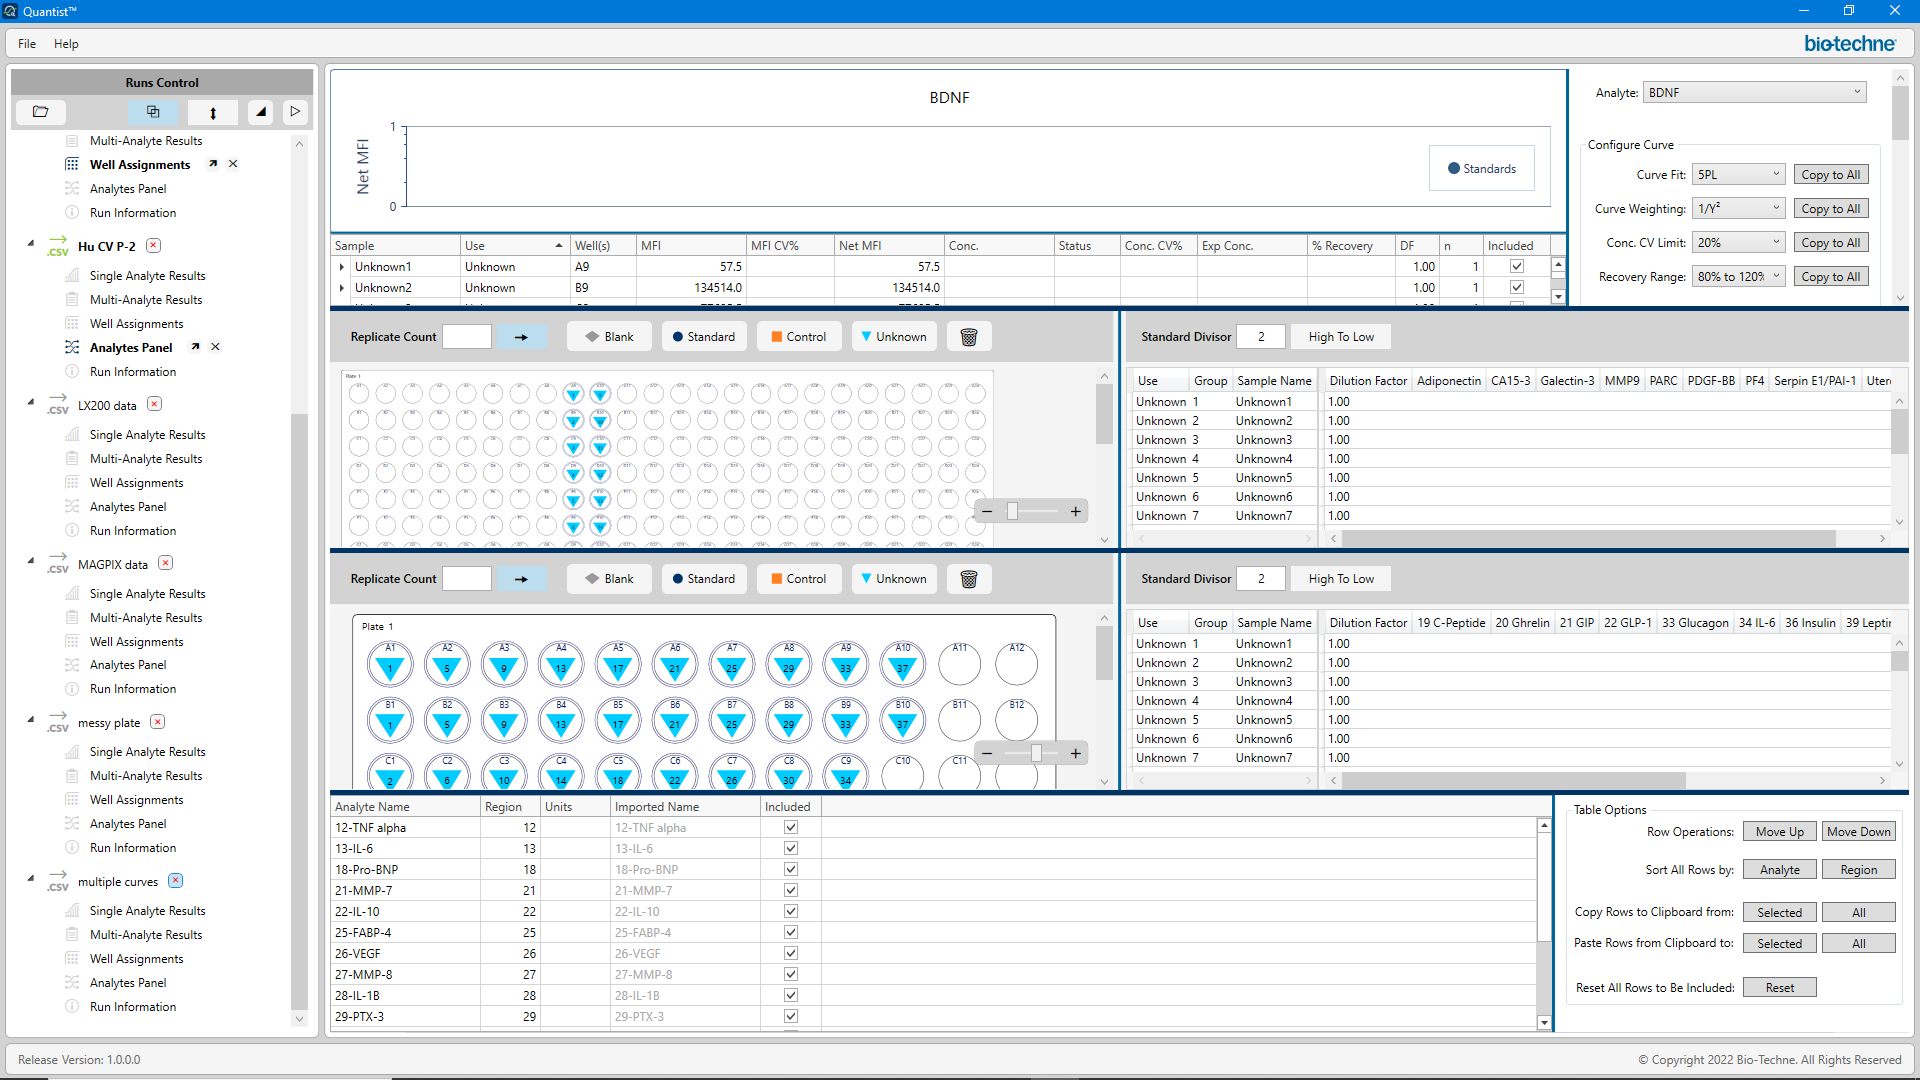 Quantist™
File Help
bio-techne
Runs Control
Multi-Analyte Results
Well Assignments
Analytes Panel
Run Information
.CSV Hu CV P-2
Single Analyte Results
Multi-Analyte Results
Well Assignments
Analytes Panel
Run Information
.CSV LX200 data
Single Analyte Results
Multi-Analyte Results
Well Assignments
Analytes Panel
Run Information
.CSV MAGPIX data
Single Analyte Results
Multi-Analyte Results
Well Assignments
Analytes Panel
Run Information
.CSV messy plate
Single Analyte Results
Multi-Analyte Results
Well Assignments
Analytes Panel
Run Information
.CSV multiple curves
Single Analyte Results
Multi-Analyte Results
Well Assignments
Analytes Panel
Run Information
BDNF
Net MFI
1
0
Standards
Sample Use Well(s) MFI MFI CV% Net MFI Conc. Status Conc. CV% Exp Conc. % Recovery DF n Included
Unknown1 Unknown A9 57.5 57.5 1.00 1
Unknown2 Unknown B9 134514.0 134514.0 1.00 1
Analyte: BDNF
Configure Curve
Curve Fit: 5PL Copy to All
Curve Weighting: 1/Y² Copy to All
Conc. CV Limit: 20% Copy to All
Recovery Range: 80% to 120% Copy to All
Replicate Count Blank Standard Control Unknown
Plate 1
Standard Divisor 2 High To Low
Use Group Sample Name Dilution Factor Adiponectin CA15-3 Galectin-3 MMP9 PARC PDGF-BB PF4 Serpin E1/PAI-1 Uter
Unknown 1 Unknown1 1.00
Unknown 2 Unknown2 1.00
Unknown 3 Unknown3 1.00
Unknown 4 Unknown4 1.00
Unknown 5 Unknown5 1.00
Unknown 6 Unknown6 1.00
Unknown 7 Unknown7 1.00
Replicate Count Blank Standard Control Unknown
Plate 1
A1 A2 A3 A4 A5 A6 A7 A8 A9 A10 A11 A12
1 5 9 13 17 21 25 29 33 37
B1 B2 B3 B4 B5 B6 B7 B8 B9 B10 B11 B12
1 5 9 13 17 21 25 29 33 37
C1 C2 C3 C4 C5 C6 C7 C8 C9 C10 C11
2 6 10 14 18 22 26 30 34
Standard Divisor 2 High To Low
Use Group Sample Name Dilution Factor 19 C-Peptide 20 Ghrelin 21 GIP 22 GLP-1 33 Glucagon 34 IL-6 36 Insulin 39 Leptin
Unknown 1 Unknown1 1.00
Unknown 2 Unknown2 1.00
Unknown 3 Unknown3 1.00
Unknown 4 Unknown4 1.00
Unknown 5 Unknown5 1.00
Unknown 6 Unknown6 1.00
Unknown 7 Unknown7 1.00
Analyte Name Region Units Imported Name Included
12-TNF alpha 12 12-TNF alpha
13-IL-6 13 13-IL-6
18-Pro-BNP 18 18-Pro-BNP
21-MMP-7 21 21-MMP-7
22-IL-10 22 22-IL-10
25-FABP-4 25 25-FABP-4
26-VEGF 26 26-VEGF
27-MMP-8 27 27-MMP-8
28-IL-1B 28 28-IL-1B
29-PTX-3 29 29-PTX-3
Table Options
Row Operations: Move Up Move Down
Sort All Rows by: Analyte Region
Copy Rows to Clipboard from: Selected All
Paste Rows from Clipboard to: Selected All
Reset All Rows to Be Included: Reset
Release Version: 1.0.0.0
© Copyright 2022 Bio-Techne. All Rights Reserved